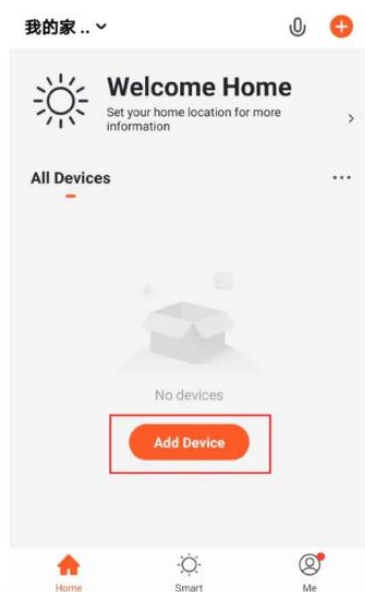 我的家 ..
Welcome Home
Set your home location for more
information
All Devices
No devices
Add Device
Home
Smart
Me